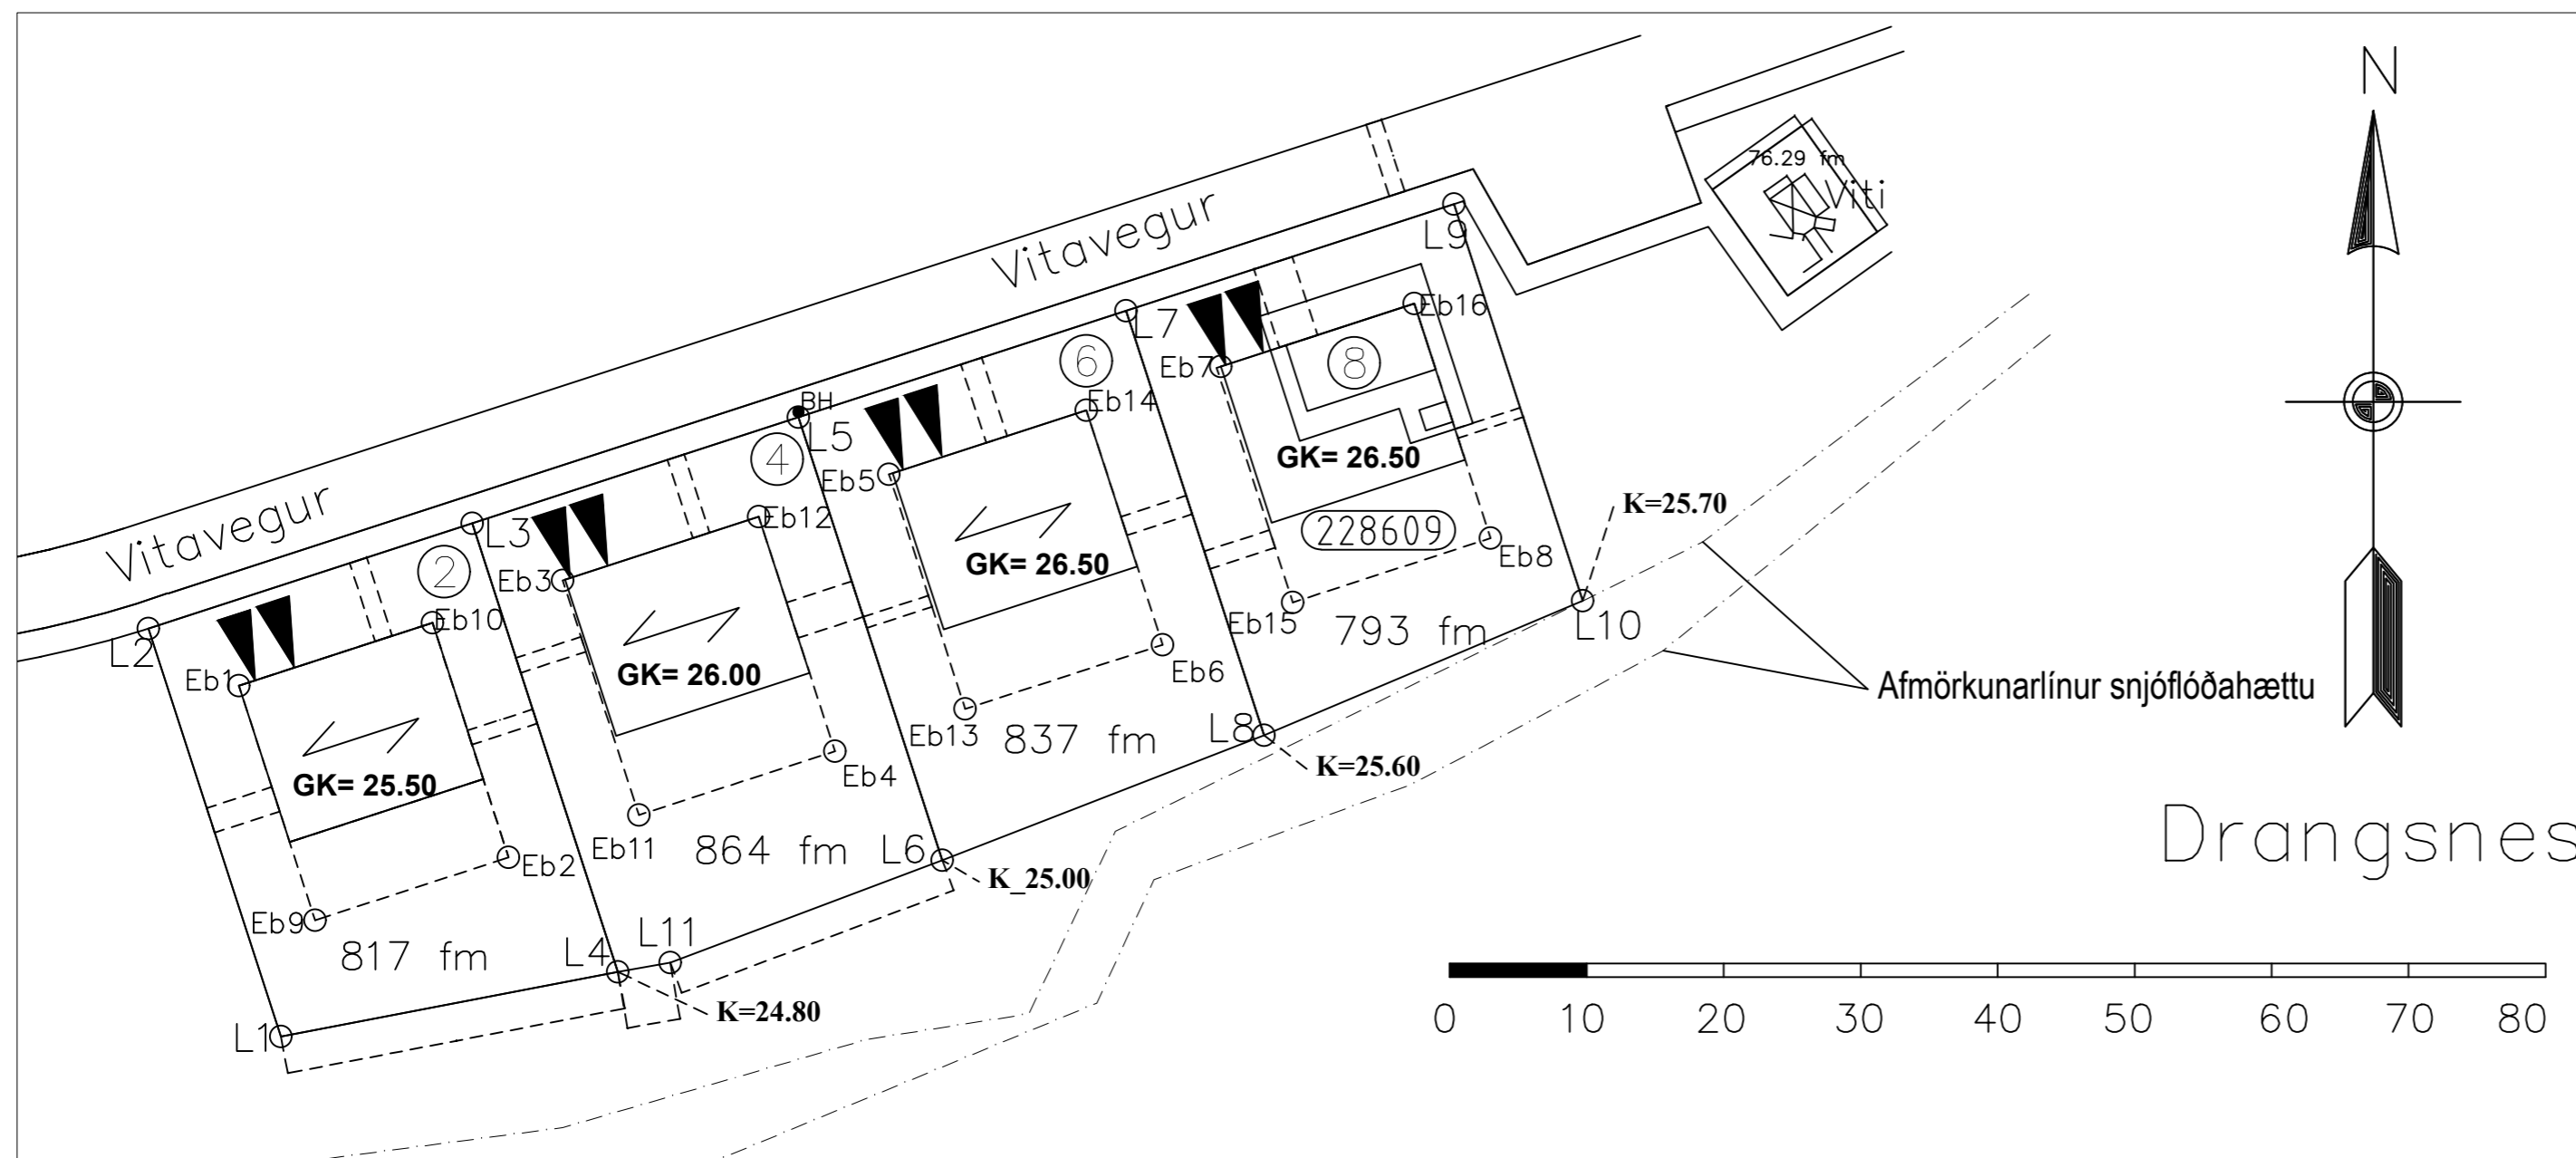 N
76.29 fm
Viti
Vitavegur
L9
L7
Eb16
Eb7
8
6
BH
L5
Eb14
GK= 26.50
4
Eb5
Vitavegur
L3
Eb12
K=25.70
228609
Eb8
2
Eb3
GK= 26.50
Eb15
793 fm
L10
L2
Eb10
Eb1
GK= 26.00
Eb6
Afmörkunarlínur snjóflóðahættu
Eb13
837 fm
L8
GK= 25.50
Eb4
K=25.60
Eb11
864 fm
L6
Drangsnes
Eb2
K_25.00
Eb9
817 fm
L4
L11
L1
K=24.80
0 10 20 30 40 50 60 70 80